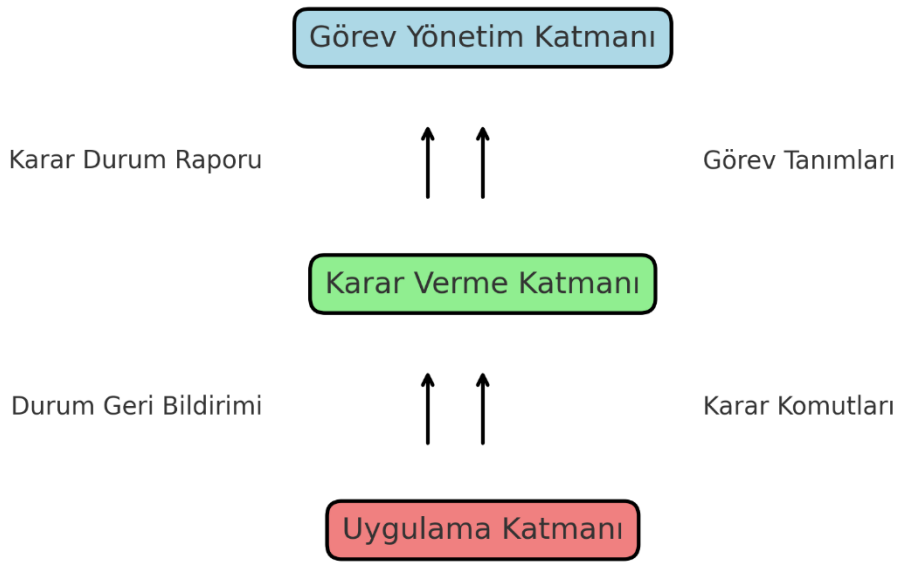 Görev Yönetim Katmanı
Karar Durum Raporu
Görev Tanımları
Karar Verme Katmanı
Durum Geri Bildirimi
Karar Komutları
Uygulama Katmanı